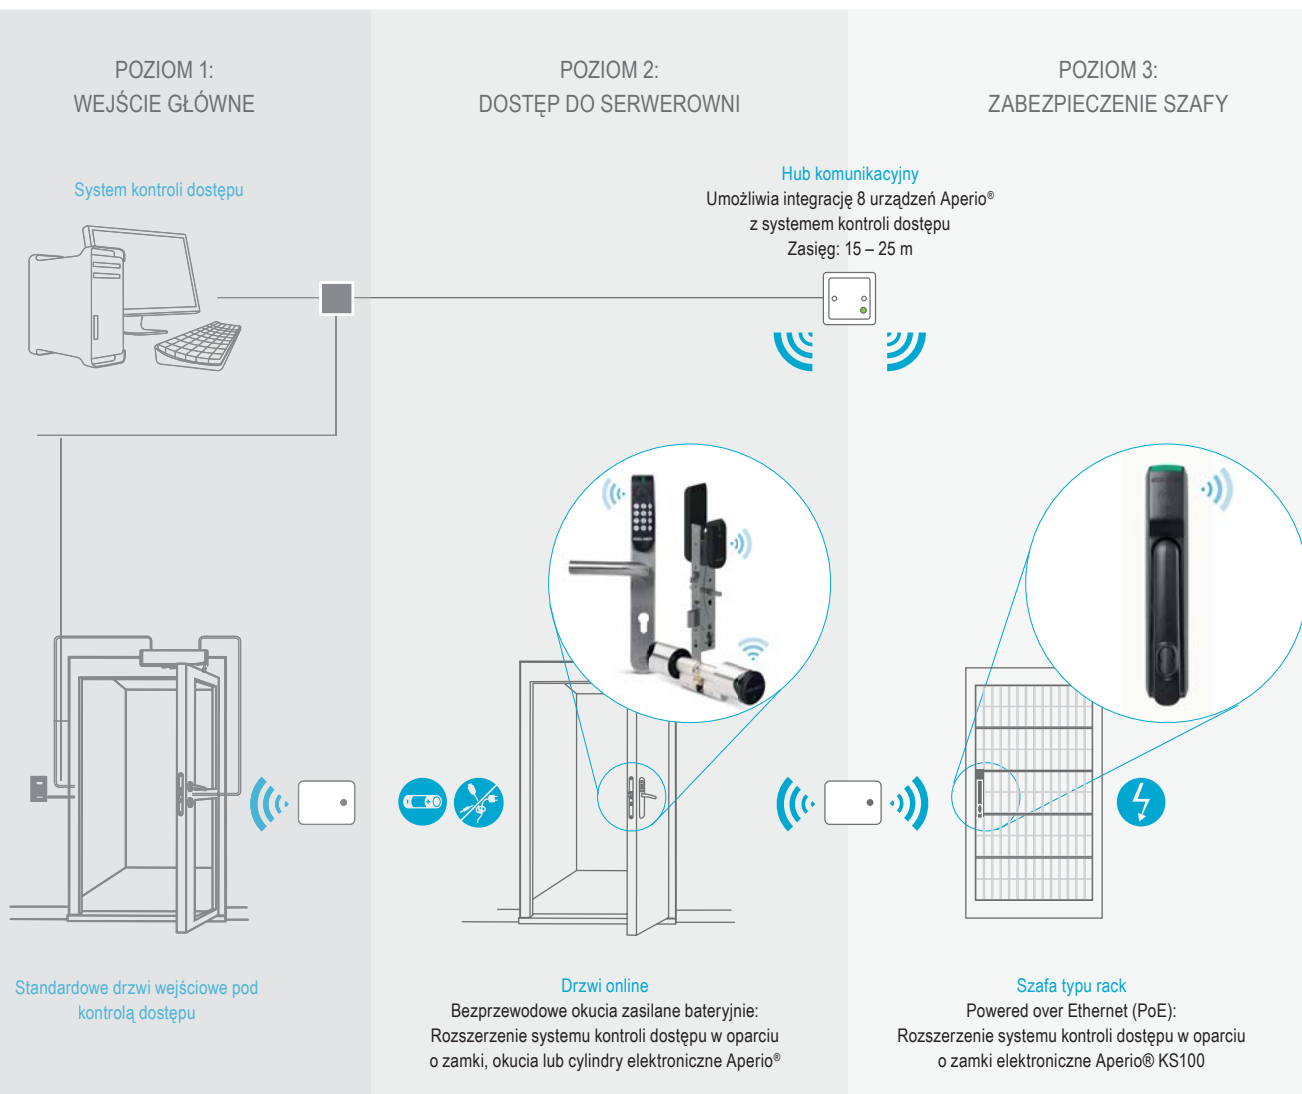 POZIOM 1:
WEJŚCIE GŁÓWNE
POZIOM 2:
DOSTĘP DO SERWEROWNI
POZIOM 3:
ZABEZPIECZENIE SZAFY
System kontroli dostępu
Hub komunikacyjny
Umożliwia integrację 8 urządzeń Aperio®
z systemem kontroli dostępu
Zasięg: 15 – 25 m
Standardowe drzwi wejściowe pod
kontrolą dostępu
Drzwi online
Bezprzewodowe okucia zasilane bateryjnie:
Rozszerzenie systemu kontroli dostępu w oparciu
o zamki, okucia lub cylindry elektroniczne Aperio®
Szafa typu rack
Powered over Ethernet (PoE):
Rozszerzenie systemu kontroli dostępu w oparciu
o zamki elektroniczne Aperio® KS100